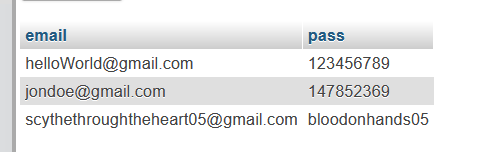 email pass
helloWorld@gmail.com 123456789
jondoe@gmail.com 147852369
scythethroughtheheart05@gmail.com bloodonhands05